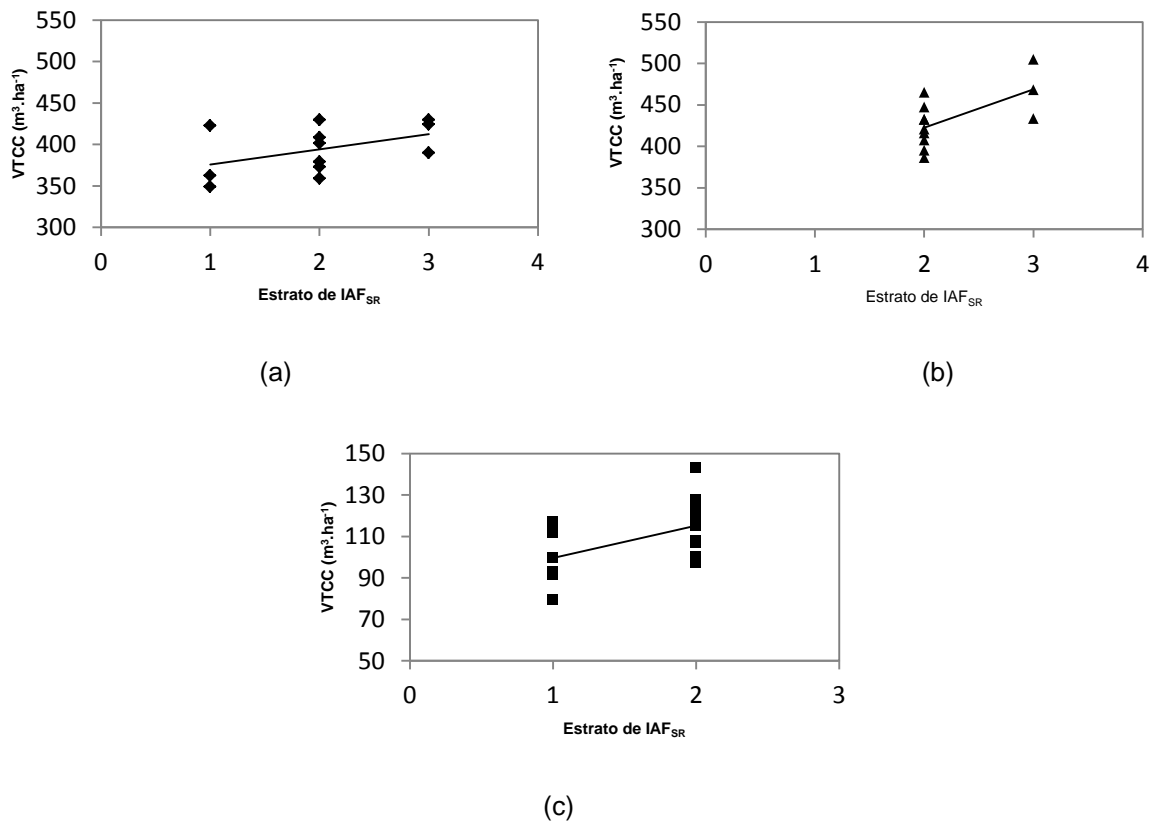 550
500
450
400
350
300
VTCC (m³.ha⁻¹)
0 1 2 3 4
Estrato de IAF_SR
(a)
550
500
450
400
350
300
VTCC (m³.ha⁻¹)
0 1 2 3 4
Estrato de IAF_SR
(b)
150
130
110
90
70
50
VTCC (m³.ha⁻¹)
0 1 2 3
Estrato de IAF_SR
(c)